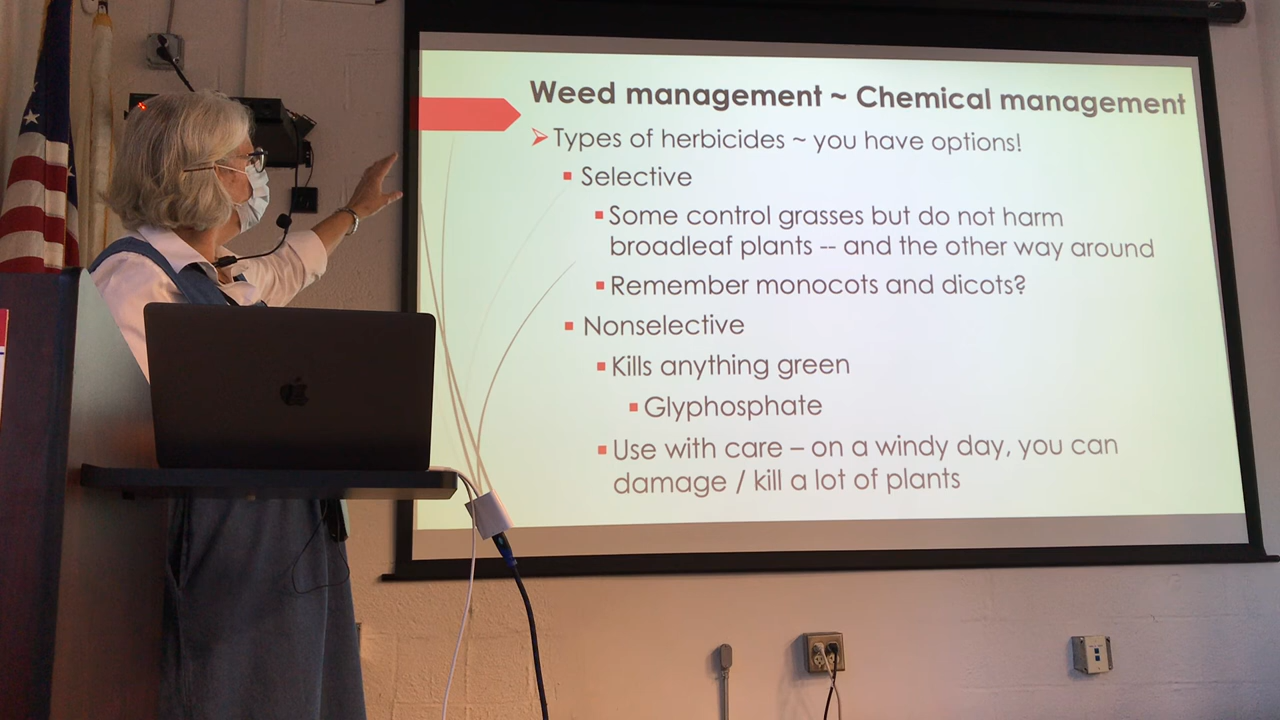 Weed management ~ Chemical management
Types of herbicides ~ you have options!
Selective
Some control grasses but do not harm
broadleaf plants -- and the other way around
Remember monocots and dicots?
Nonselective
Kills anything green
Glyphosphate
Use with care – on a windy day, you can
damage / kill a lot of plants